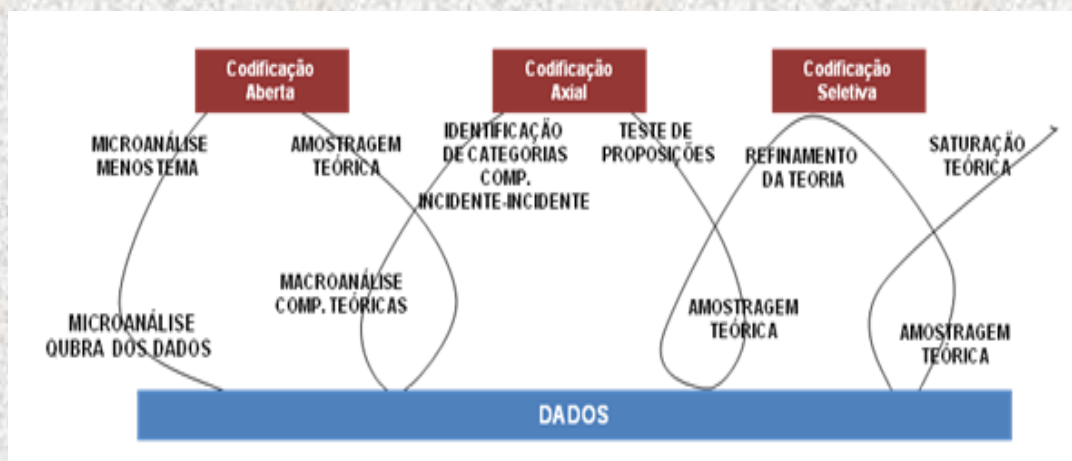 Codificação
Aberta
Codificação
Axial
Codificação
Seletiva
MICROANÁLISE
MENOS TEMA
AMOSTRAGEM
TEÓRICA
IDENTIFICAÇÃO
DE CATEGORIAS
COMP.
INCIDENTE-INCIDENTE
TESTE DE
PROPOSIÇÕES
REFINAMENTO
DA TEORIA
SATURAÇÃO
TEÓRICA
MICROANÁLISE
QUBRA DOS DADOS
MACROANÁLISE
COMP. TEÓRICAS
AMOSTRAGEM
TEÓRICA
AMOSTRAGEM
TEÓRICA
DADOS